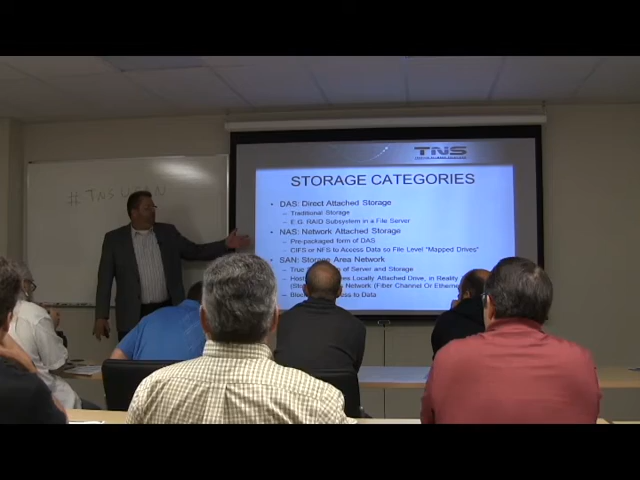 TNS
STORAGE CATEGORIES
• DAS: Direct Attached Storage
– Traditional Storage
– E.G. RAID Subsystem in a File Server
• NAS: Network Attached Storage
– Pre-packaged form of DAS
– CIFS or NFS to Access Data so File Level "Mapped Drives"
• SAN: Storage Area Network
– True of Server and Storage
– Host Locally Attached Drive, in Reality
Network (Fiber Channel Or
– to Data
# TNS